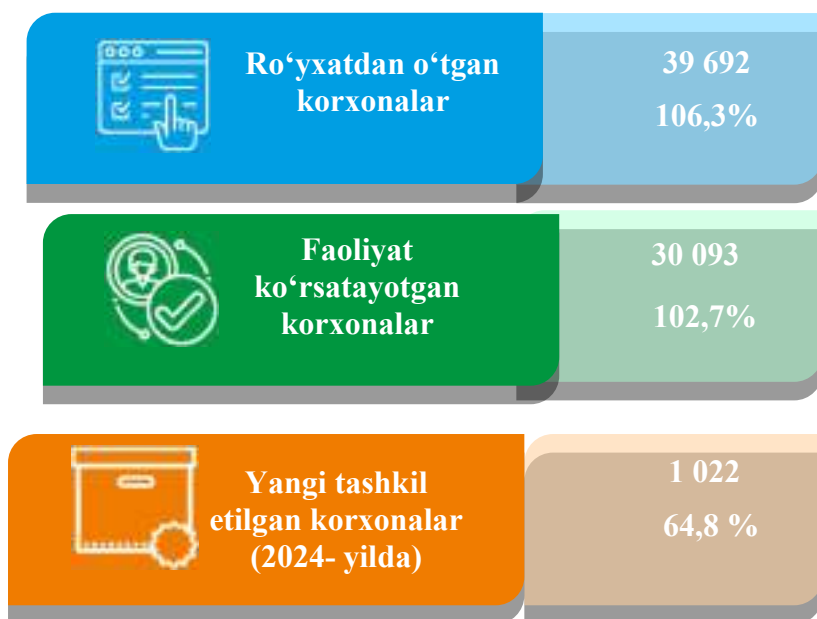 Ro‘yxatdan o‘tgan
korxonalar
39 692
106,3%
Faoliyat
ko‘rsatayotgan
korxonalar
30 093
102,7%
Yangi tashkil
etilgan korxonalar
(2024- yilda)
1 022
64,8 %